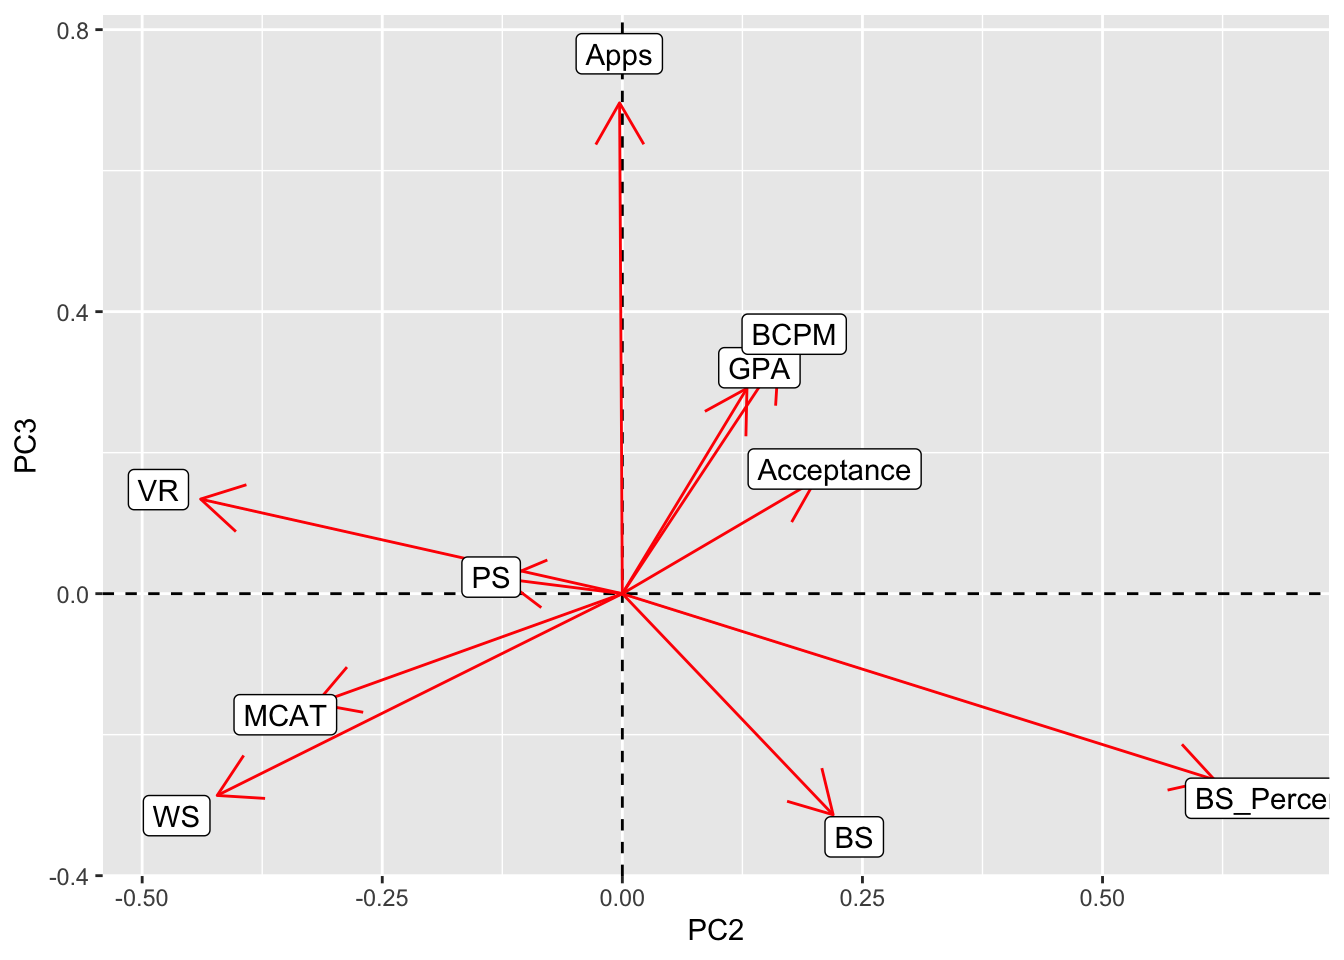 0.8
Apps
0.4
BCPM
GPA
Acceptance
VR
PS
0.0
MCAT
WS
BS
BS_Percer
-0.4
-0.50
-0.25
0.00
0.25
0.50
PC2
PC3